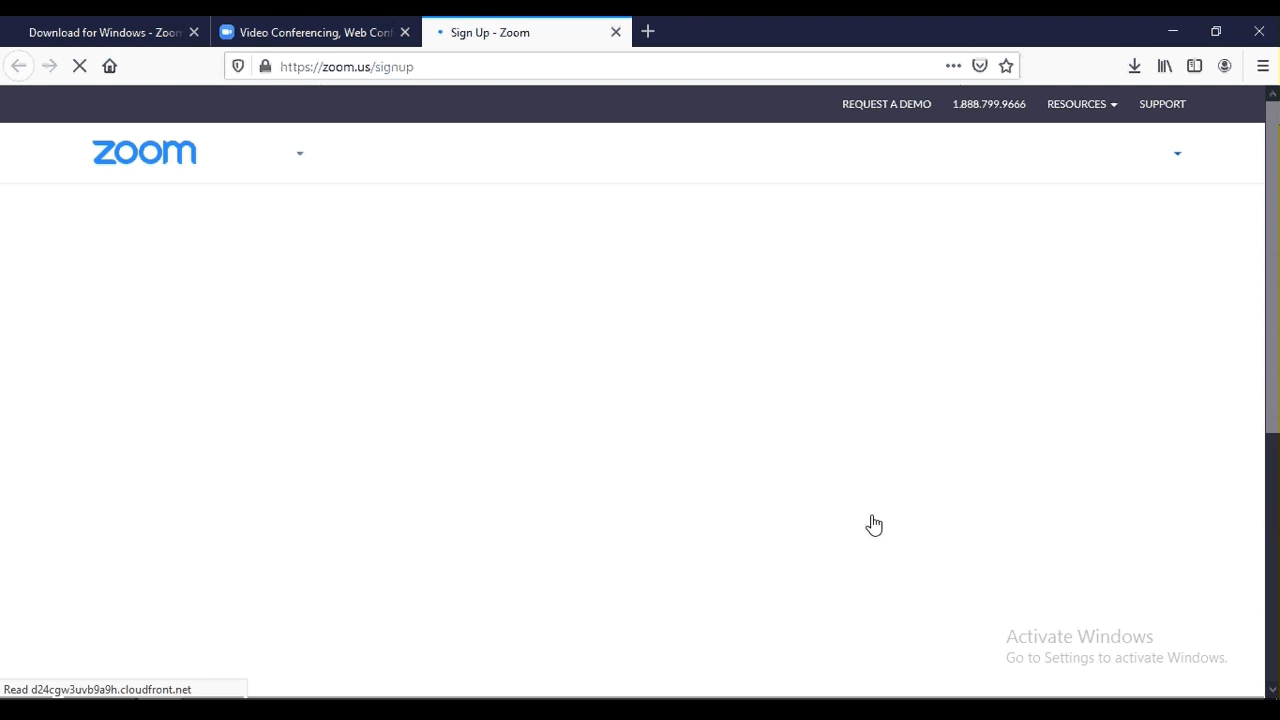 Download for Windows - Zoom
Video Conferencing, Web Conf
Sign Up - Zoom
https://zoom.us/signup
REQUEST A DEMO
1.888.799.9666
RESOURCES
SUPPORT
zoom
Activate Windows
Go to Settings to activate Windows.
Read d24cgw3uvb9a9h.cloudfront.net